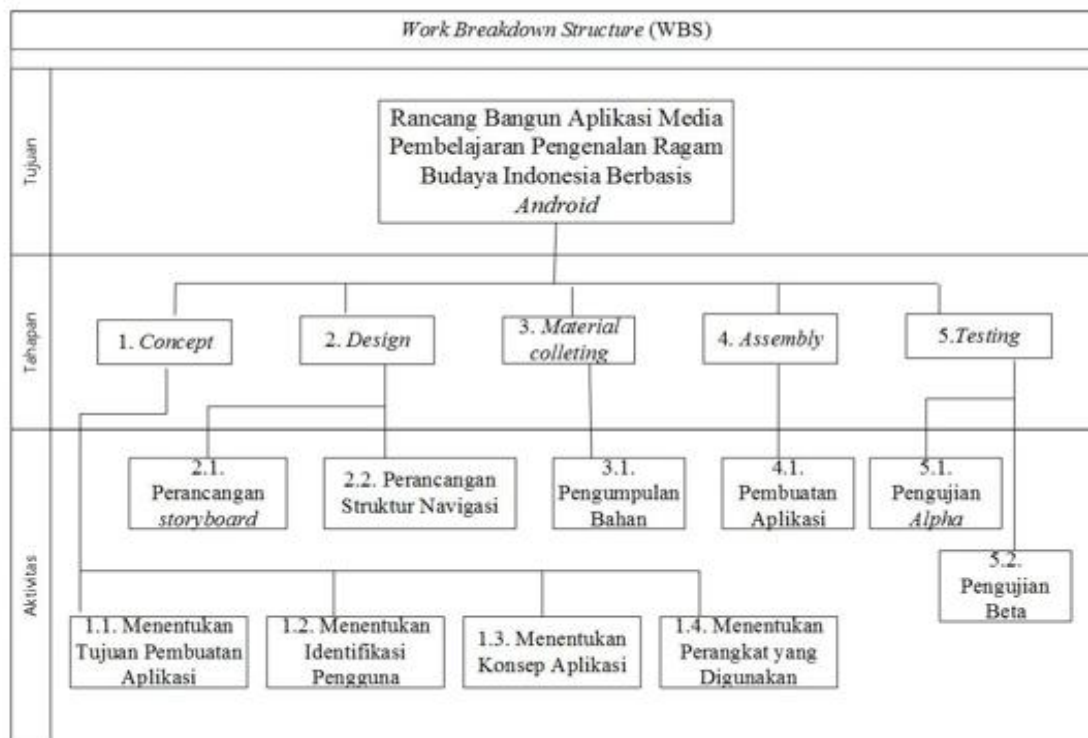 Work Breakdown Structure (WBS)
Tujuan
Rancang Bangun Aplikasi Media
Pembelajaran Pengenalan Ragam
Budaya Indonesia Berbasis
Android
Tahapan
1. Concept
2. Design
3. Material
colleting
4. Assembly
5.Testing
Aktivitas
2.1.
Perancangan
storyboard
2.2. Perancangan
Struktur Navigasi
3.1.
Pengumpulan
Bahan
4.1.
Pembuatan
Aplikasi
5.1.
Pengujian
Alpha
5.2.
Pengujian
Beta
1.1. Menentukan
Tujuan Pembuatan
Aplikasi
1.2. Menentukan
Identifikasi
Pengguna
1.3. Menentukan
Konsep Aplikasi
1.4. Menentukan
Perangkat yang
Digunakan